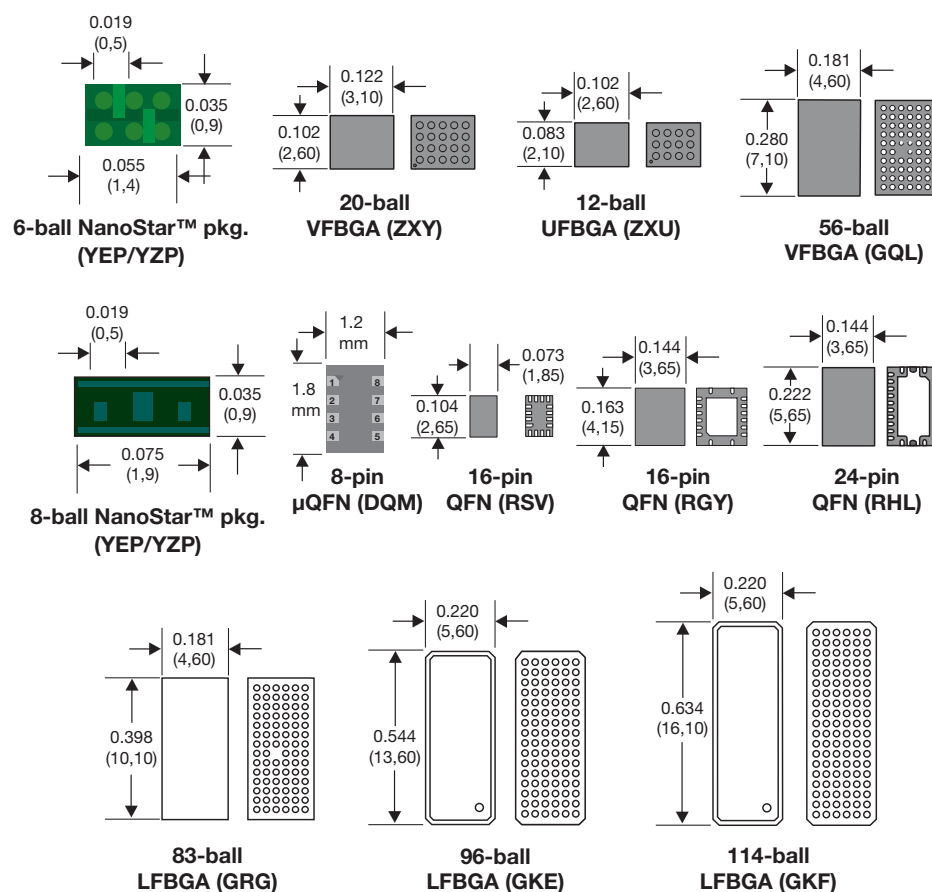 0.019
(0,5)
0.035
(0,9)
0.055
(1,4)
6-ball NanoStar™ pkg.
(YEP/YZP)
0.122
(3,10)
0.102
(2,60)
20-ball
VFBGA (ZXY)
0.102
(2,60)
0.083
(2,10)
12-ball
UFBGA (ZXU)
0.181
(4,60)
0.280
(7,10)
56-ball
VFBGA (GQL)
0.019
(0,5)
0.035
(0,9)
0.075
(1,9)
8-ball NanoStar™ pkg.
(YEP/YZP)
1.2
mm
1.8
mm
1 8
2 7
3 6
4 5
8-pin
µQFN (DQM)
0.073
(1,85)
0.104
(2,65)
16-pin
QFN (RSV)
0.144
(3,65)
0.163
(4,15)
16-pin
QFN (RGY)
0.144
(3,65)
0.222
(5,65)
24-pin
QFN (RHL)
0.181
(4,60)
0.398
(10,10)
83-ball
LFBGA (GRG)
0.220
(5,60)
0.544
(13,60)
96-ball
LFBGA (GKE)
0.220
(5,60)
0.634
(16,10)
114-ball
LFBGA (GKF)